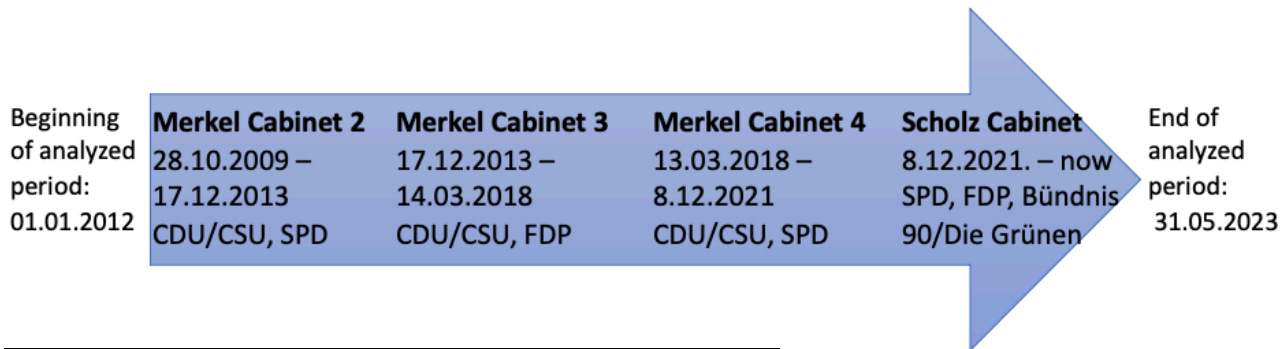 Beginning
of analyzed
period:
01.01.2012
Merkel Cabinet 2
28.10.2009 –
17.12.2013
CDU/CSU, SPD
Merkel Cabinet 3
17.12.2013 –
14.03.2018
CDU/CSU, FDP
Merkel Cabinet 4
13.03.2018 –
8.12.2021
CDU/CSU, SPD
Scholz Cabinet
8.12.2021. – now
SPD, FDP, Bündnis
90/Die Grünen
End of
analyzed
period:
31.05.2023